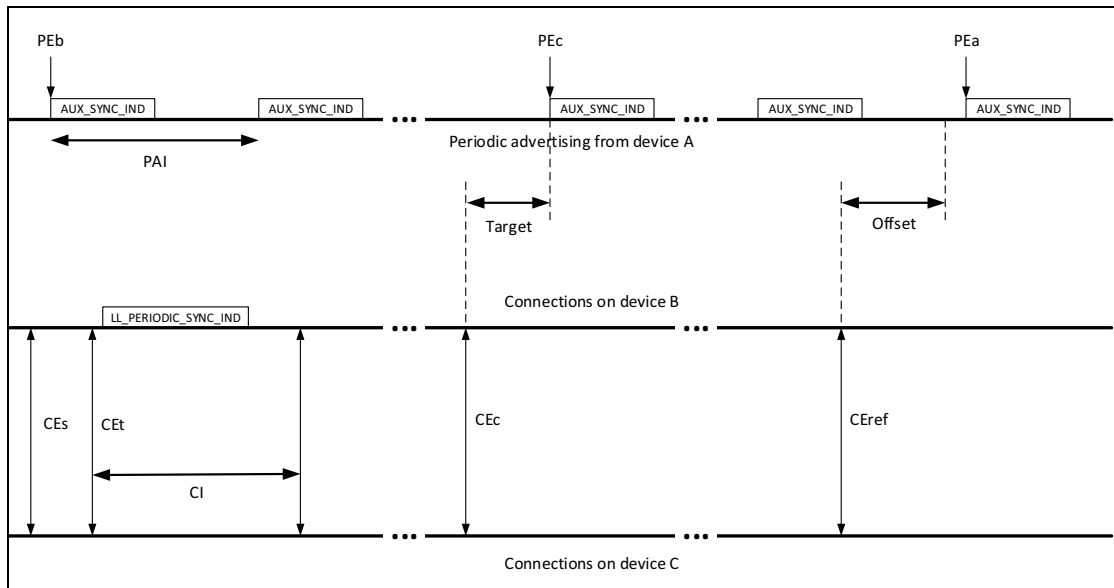 PEb PEc PEa
AUX_SYNC_IND AUX_SYNC_IND AUX_SYNC_IND AUX_SYNC_IND AUX_SYNC_IND
Periodic advertising from device A
PAI
Target Offset
Connections on device B
LL_PERIODIC_SYNC_IND
CEs CEt CEc CEref
CI
Connections on device C